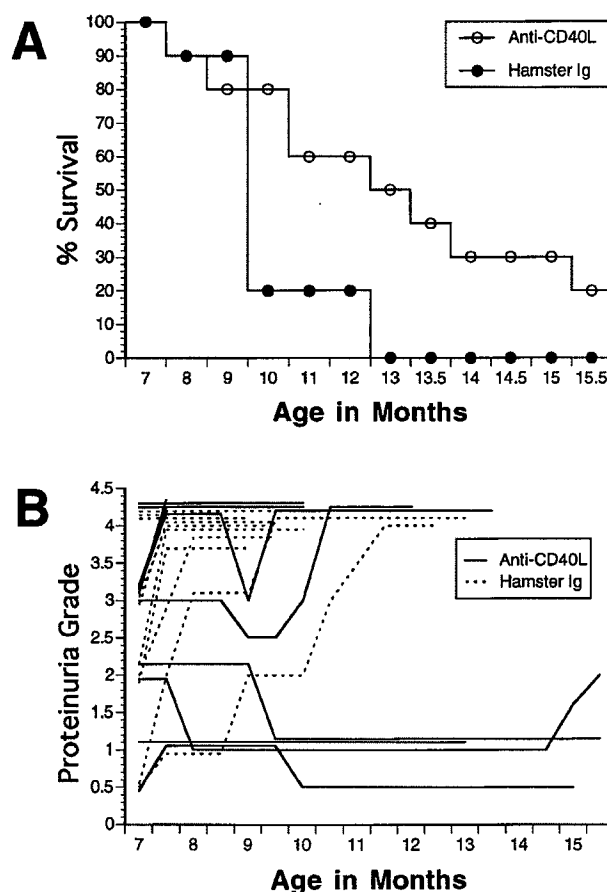 A
100
90
80
70
60
50
40
30
20
10
0
% Survival
Anti-CD40L
Hamster Ig
7 8 9 10 11 12 13 13.5 14 14.5 15 15.5
Age in Months
B
4.5
4
3.5
3
2.5
2
1.5
1
0.5
0
Proteinuria Grade
Anti-CD40L
Hamster Ig
7 8 9 10 11 12 13 14 15
Age in Months